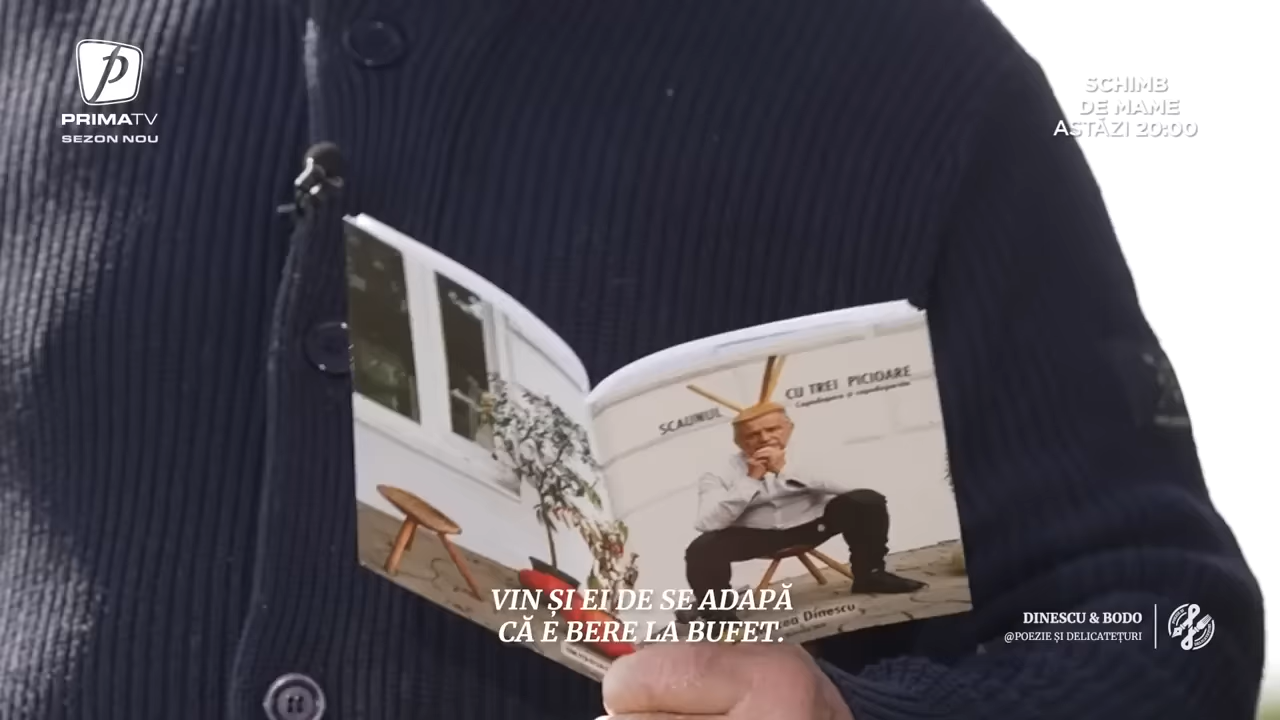 PRIMATV
SEZON NOU
SCHIMB
DE MAME
ASTĂZI 20:00
SCAUNUL
CU TREI PICIOARE
Dinescu
VIN ȘI EI DE SE ADAPĂ
CĂ E BERE LA BUFET.
DINESCU & BODO
@POEZIE ȘI DELICATEȚURI